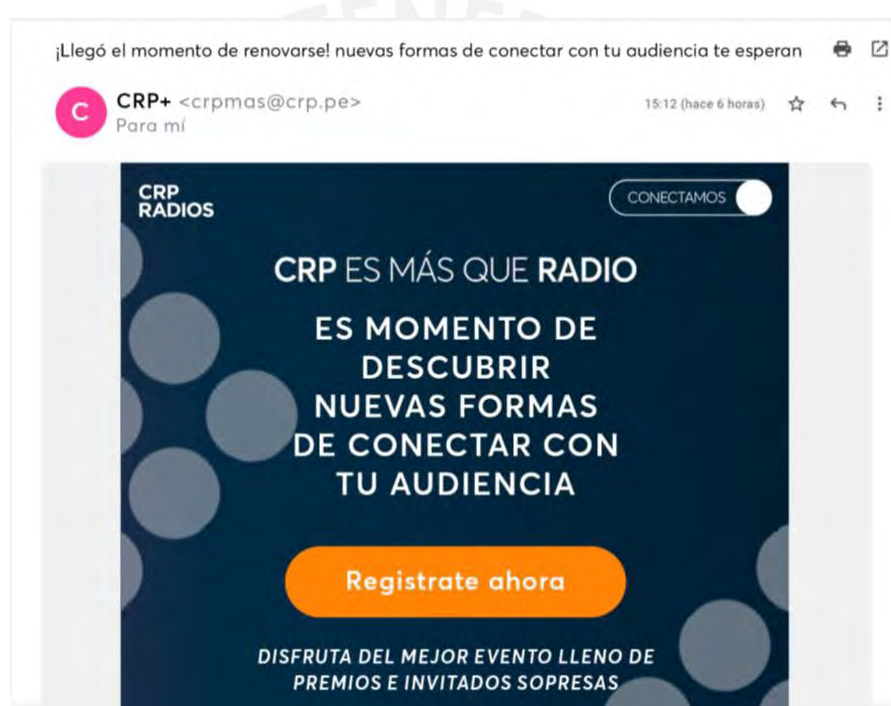 ¡Llegó el momento de renovarse! nuevas formas de conectar con tu audiencia te esperan
C
CRP+ <crpmas@crp.pe>
15:12 (hace 6 horas)
Para mí
CRP
RADIOS
CONECTAMOS
CRP ES MÁS QUE RADIO
ES MOMENTO DE
DESCUBRIR
NUEVAS FORMAS
DE CONECTAR CON
TU AUDIENCIA
Registrate ahora
DISFRUTA DEL MEJOR EVENTO LLENO DE
PREMIOS E INVITADOS SOPRESAS